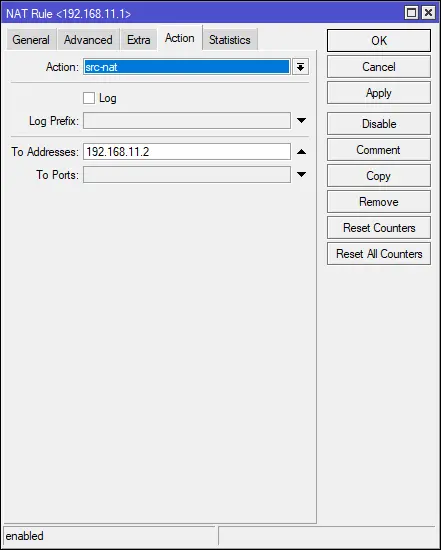 NAT Rule <192.168.11.1>
General Advanced Extra Action Statistics
OK
Action: src-nat
Cancel
Log
Apply
Log Prefix:
Disable
To Addresses: 192.168.11.2
Comment
To Ports:
Copy
Remove
Reset Counters
Reset All Counters
enabled